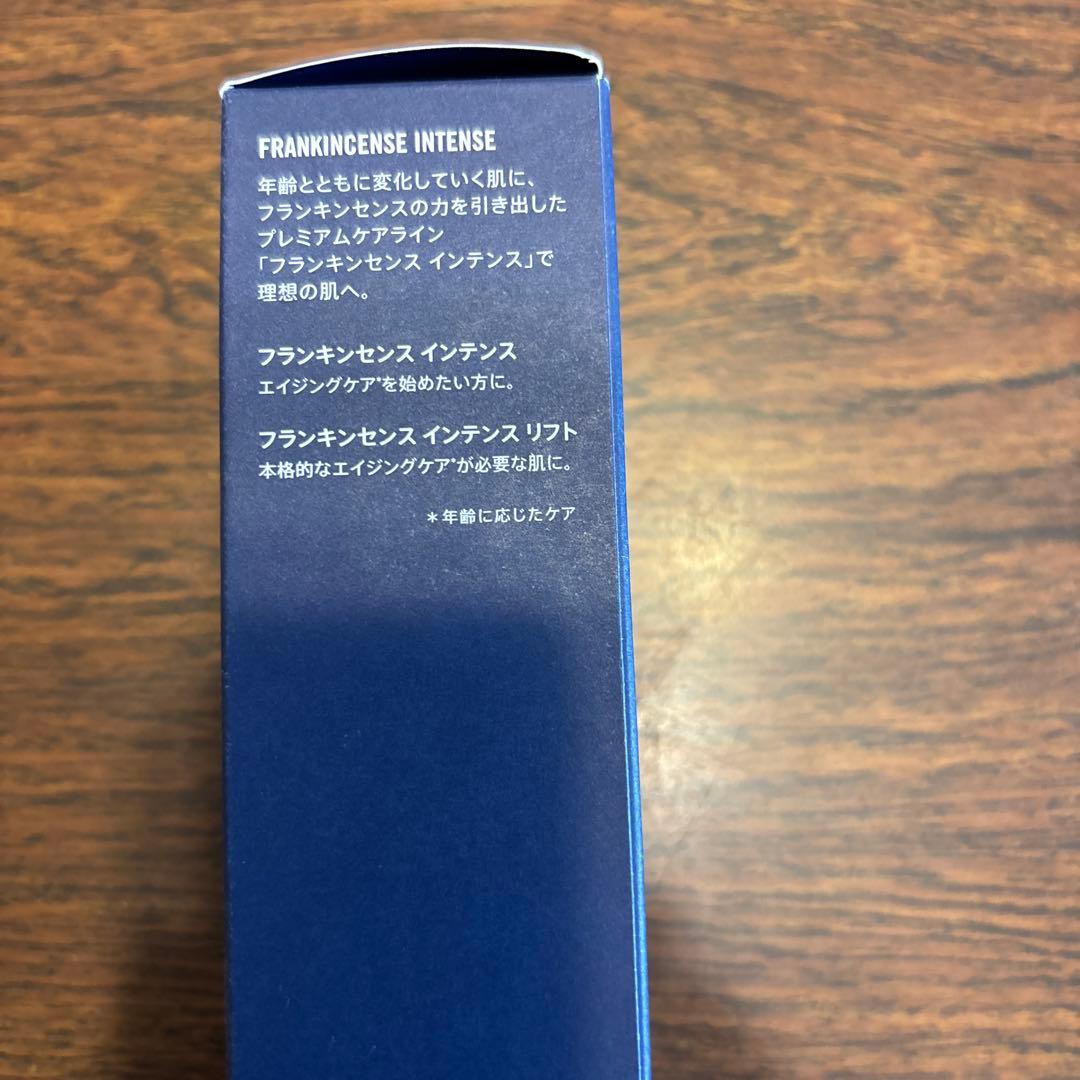 FRANKINCENSE INTENSE
年齢とともに変化していく肌に、
フランキンセンスの力を引き出した
プレミアムケアライン
「フランキンセンス インテンス」で
理想の肌へ。
フランキンセンス インテンス
エイジングケア*を始めたい方に。
フランキンセンス インテンス リフト
本格的なエイジングケア*が必要な肌に。
＊年齢に応じたケア